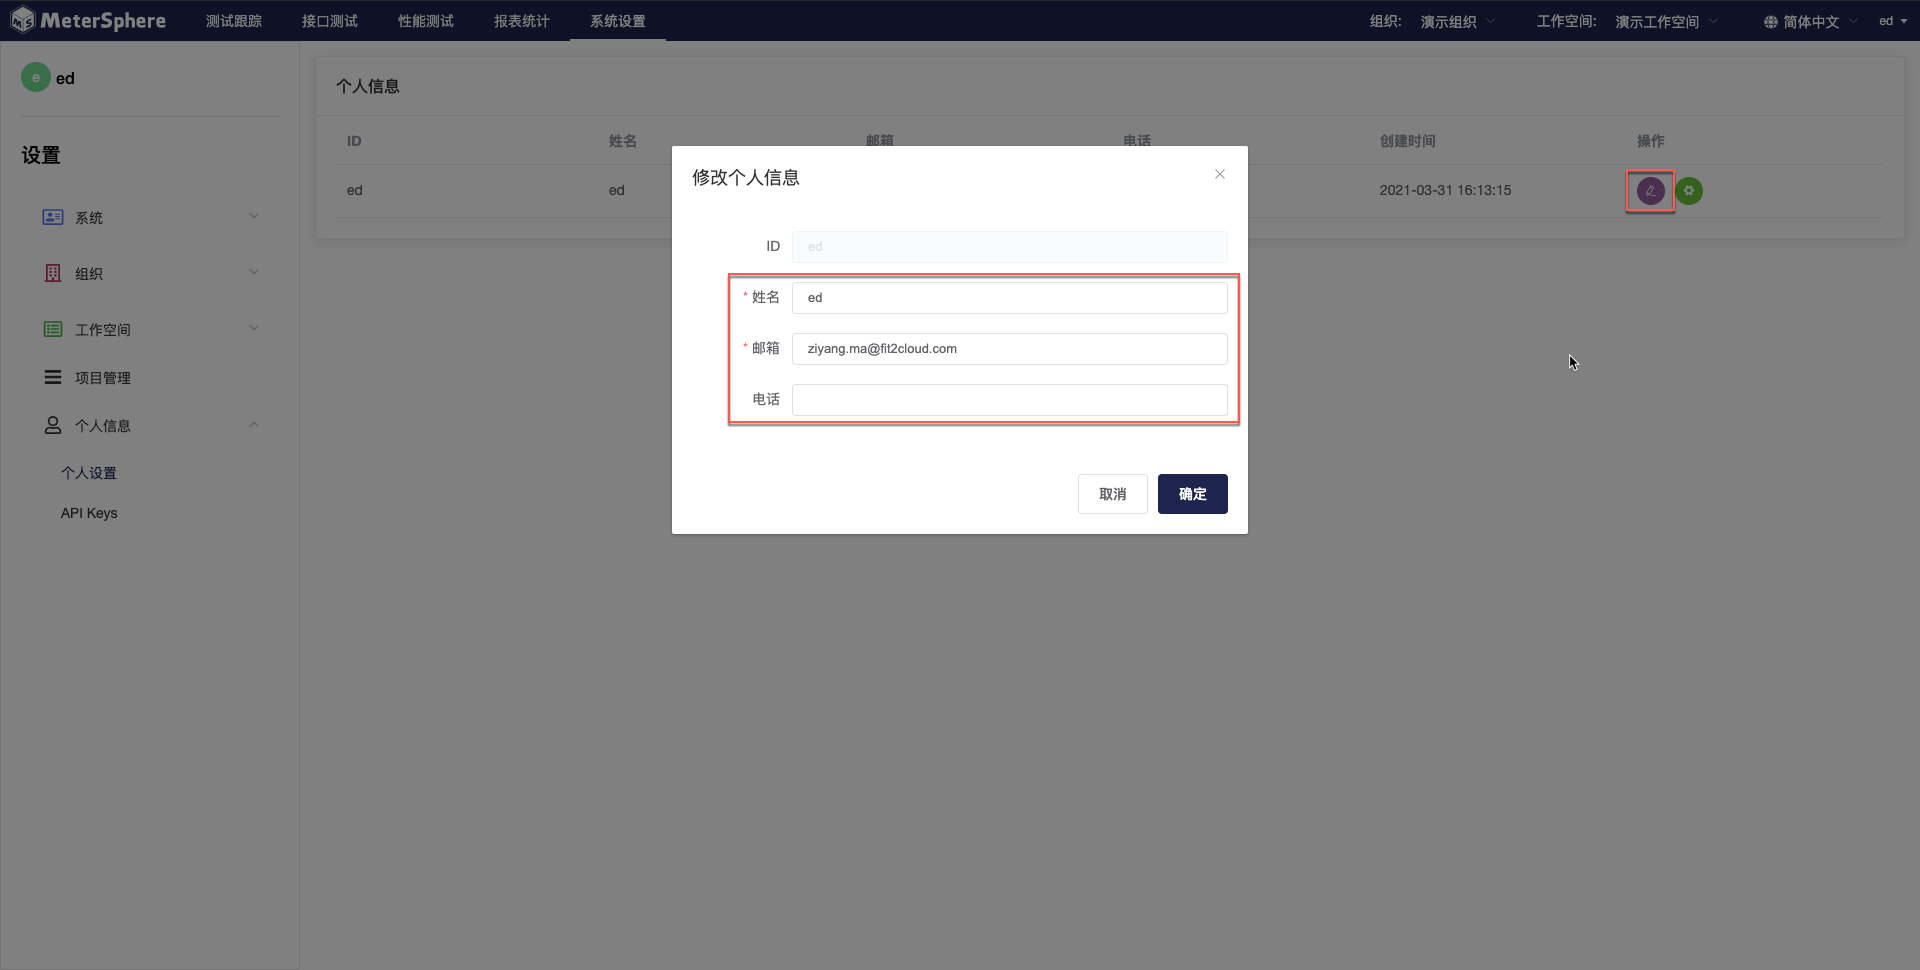 MeterSphere 测试跟踪 接口测试 性能测试 报表统计 系统设置 组织: 演示组织 工作空间: 演示工作空间 简体中文 ed
e ed
个人信息
ID 姓名 邮箱 电话 创建时间 操作
ed ed 2021-03-31 16:13:15
设置
系统
组织
工作空间
项目管理
个人信息
个人设置
API Keys
修改个人信息
ID ed
* 姓名 ed
* 邮箱 ziyang.ma@fit2cloud.com
电话
取消 确定